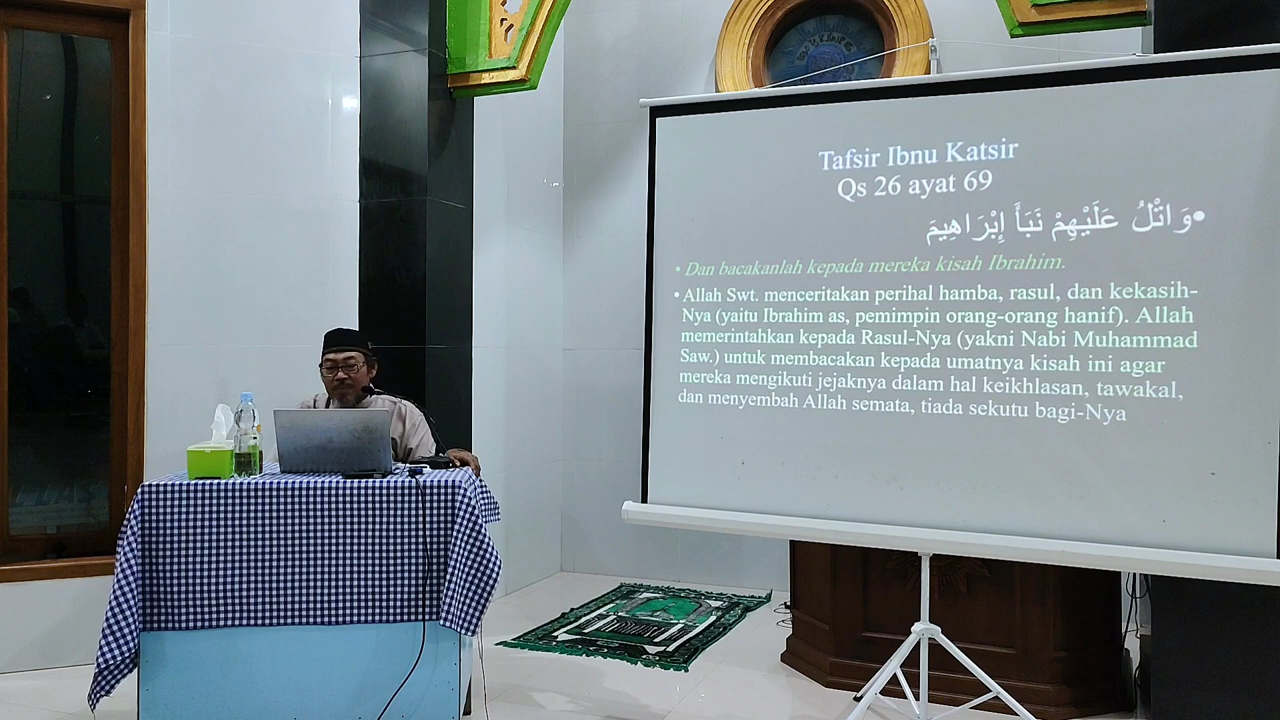 Tafsir Ibnu Katsir
Qs 26 ayat 69
•وَاتْلُ عَلَيْهِمْ نَبَأَ إِبْرَاهِيمَ
• Dan bacakanlah kepada mereka kisah Ibrahim.
• Allah Swt. menceritakan perihal hamba, rasul, dan kekasih-
Nya (yaitu Ibrahim as, pemimpin orang-orang hanif). Allah
memerintahkan kepada Rasul-Nya (yakni Nabi Muhammad
Saw.) untuk membacakan kepada umatnya kisah ini agar
mereka mengikuti jejaknya dalam hal keikhlasan, tawakal,
dan menyembah Allah semata, tiada sekutu bagi-Nya